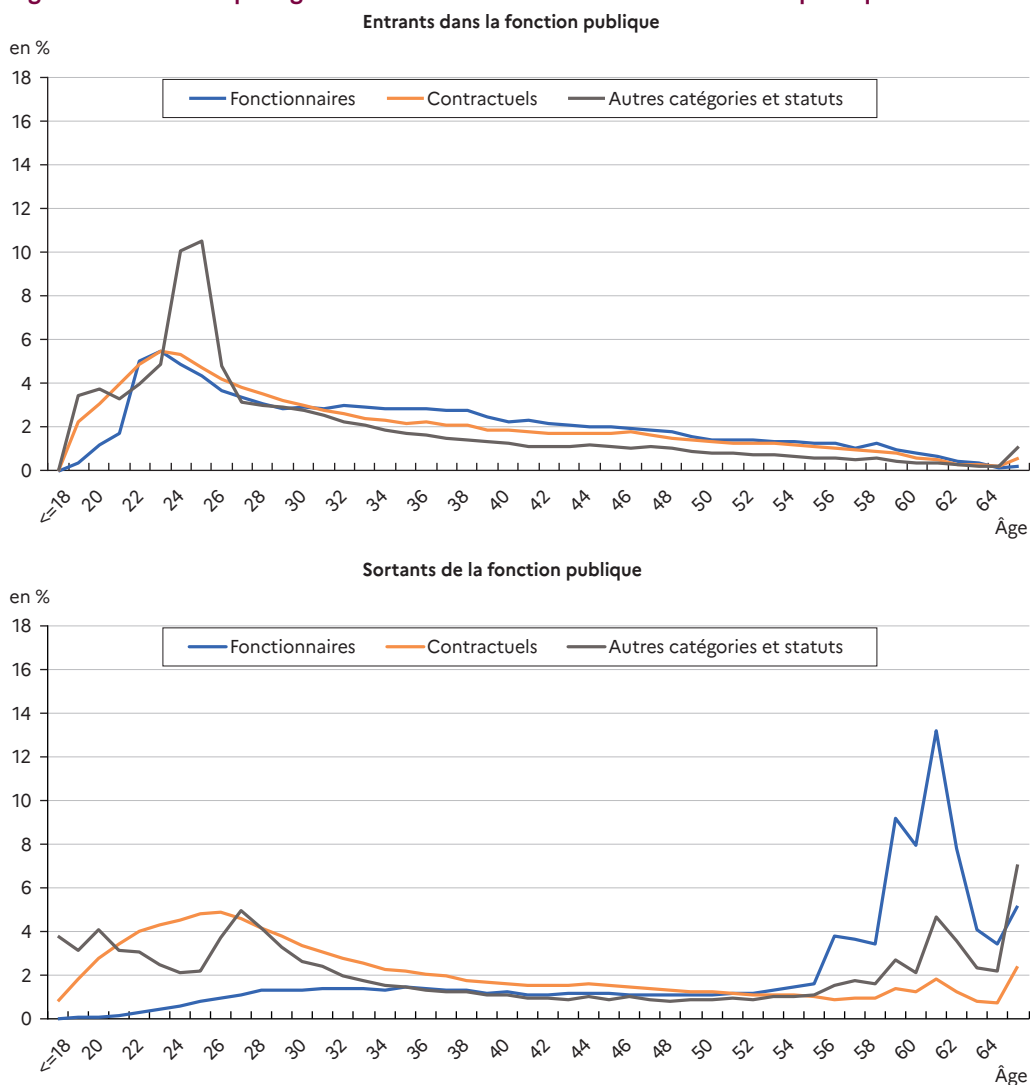 Entrants dans la fonction publique
en %
Fonctionnaires Contractuels Autres catégories et statuts
18
16
14
12
10
8
6
4
2
0
<=18 20 22 24 26 28 30 32 34 36 38 40 42 44 46 48 50 52 54 56 58 60 62 64
Âge
Sortants de la fonction publique
en %
Fonctionnaires Contractuels Autres catégories et statuts
18
16
14
12
10
8
6
4
2
0
<=18 20 22 24 26 28 30 32 34 36 38 40 42 44 46 48 50 52 54 56 58 60 62 64
Âge